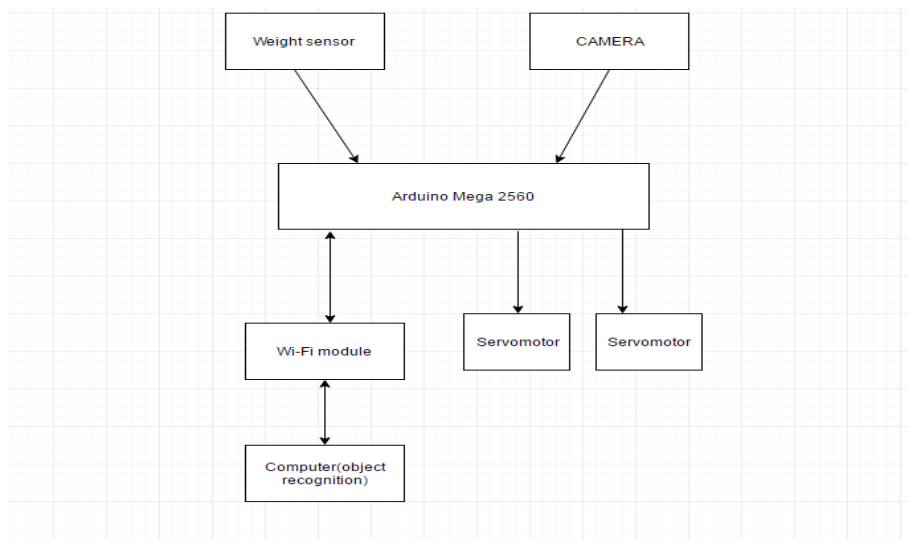 Weight sensor
CAMERA
Arduino Mega 2560
Servomotor
Servomotor
Wi-Fi module
Computer(object
recognition)